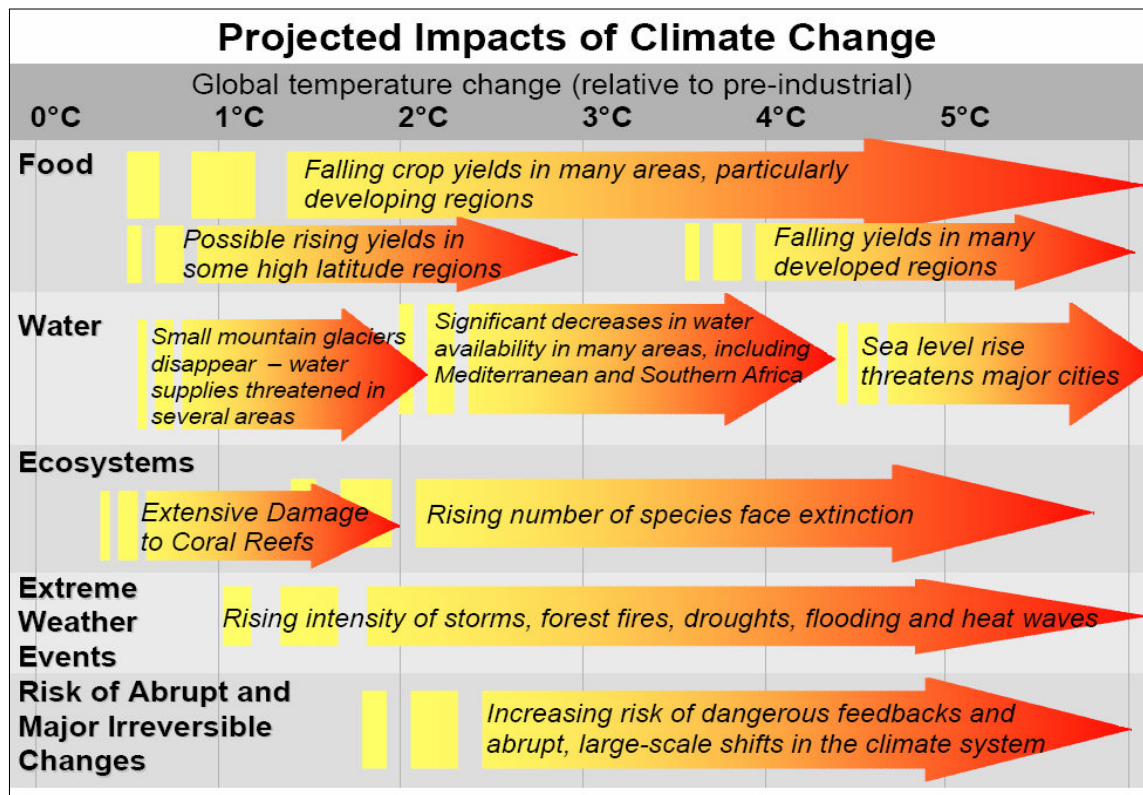 Projected Impacts of Climate Change
Global temperature change (relative to pre-industrial)
0°C 1°C 2°C 3°C 4°C 5°C
Food
Falling crop yields in many areas, particularly
developing regions
Possible rising yields in
some high latitude regions
Falling yields in many
developed regions
Water
Small mountain glaciers
disappear – water
supplies threatened in
several areas
Significant decreases in water
availability in many areas, including
Mediterranean and Southern Africa
Sea level rise
threatens major cities
Ecosystems
Extensive Damage
to Coral Reefs
Rising number of species face extinction
Extreme
Weather
Events
Rising intensity of storms, forest fires, droughts, flooding and heat waves
Risk of Abrupt and
Major Irreversible
Changes
Increasing risk of dangerous feedbacks and
abrupt, large-scale shifts in the climate system